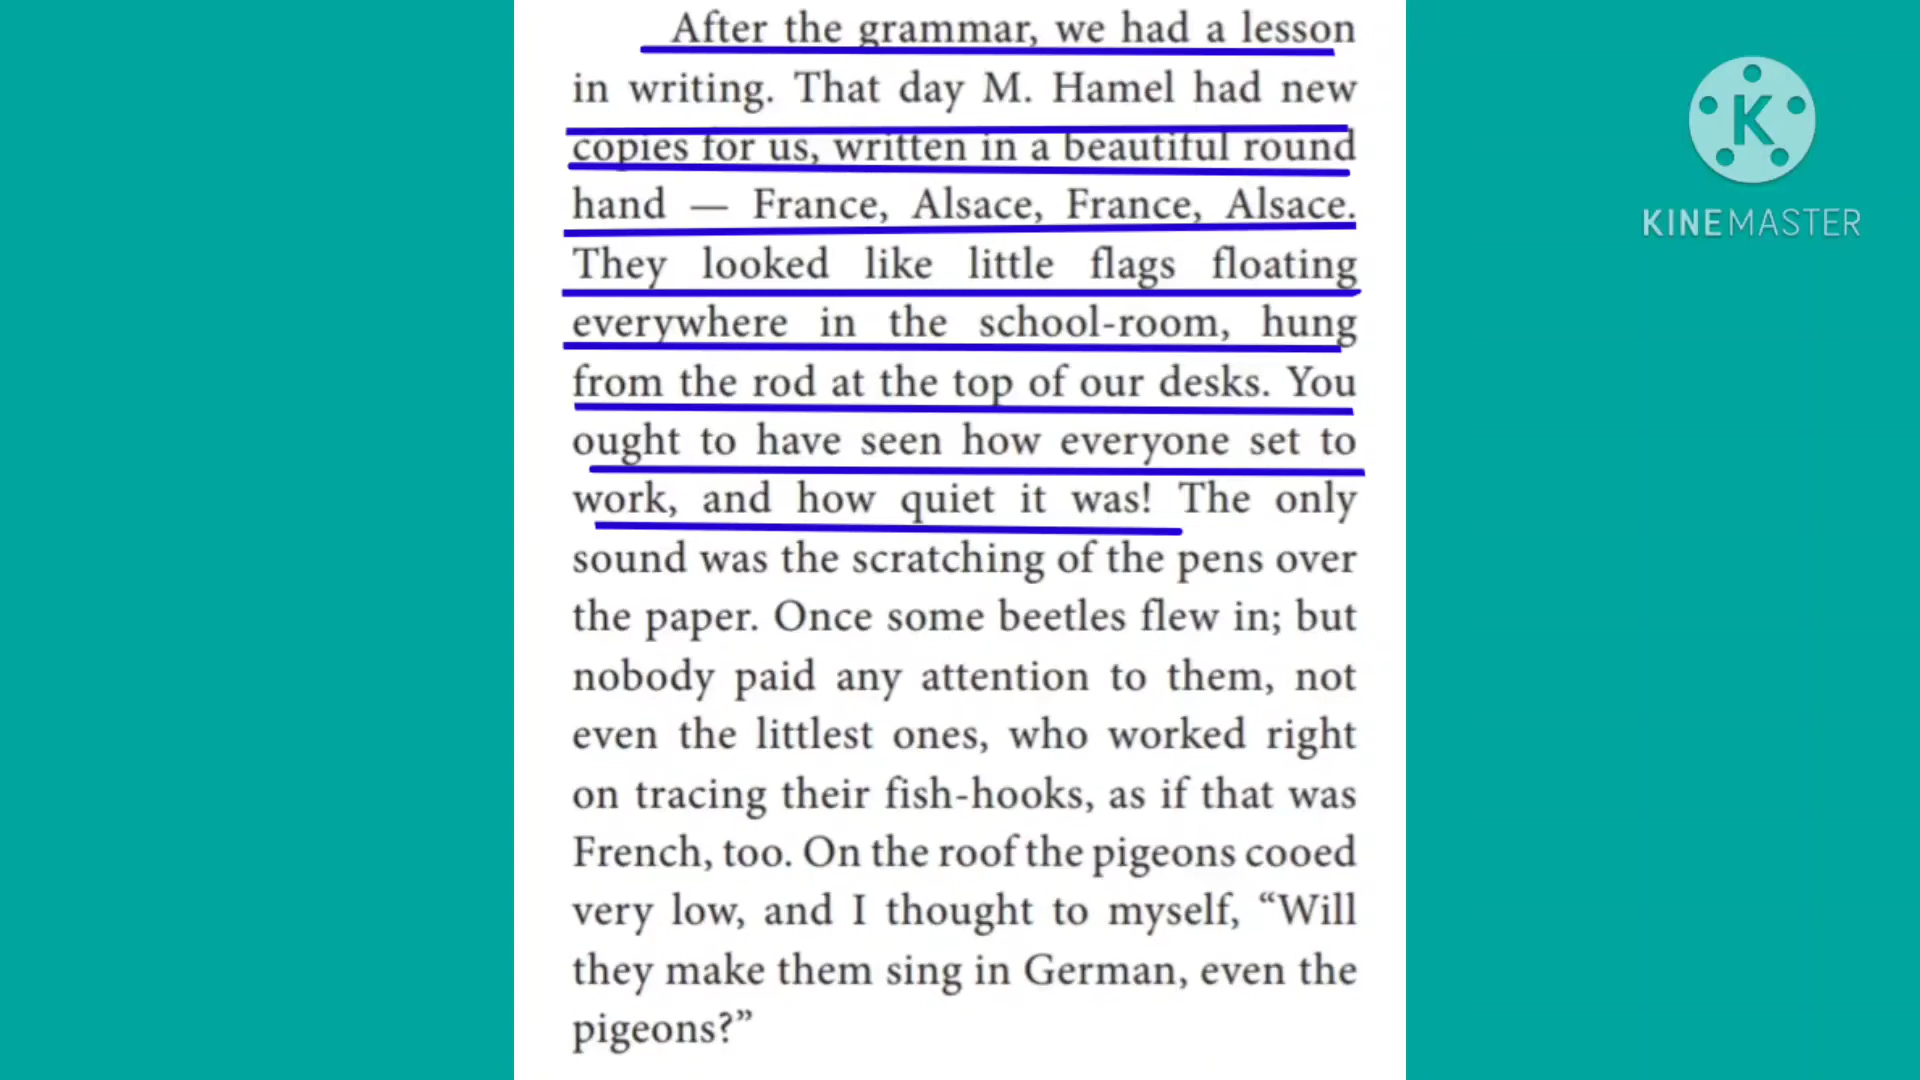 After the grammar, we had a lesson
in writing. That day M. Hamel had new
copies for us, written in a beautiful round
hand — France, Alsace, France, Alsace.
They looked like little flags floating
everywhere in the school-room, hung
from the rod at the top of our desks. You
ought to have seen how everyone set to
work, and how quiet it was! The only
sound was the scratching of the pens over
the paper. Once some beetles flew in; but
nobody paid any attention to them, not
even the littlest ones, who worked right
on tracing their fish-hooks, as if that was
French, too. On the roof the pigeons cooed
very low, and I thought to myself, “Will
they make them sing in German, even the
pigeons?”
K
KINEMASTER